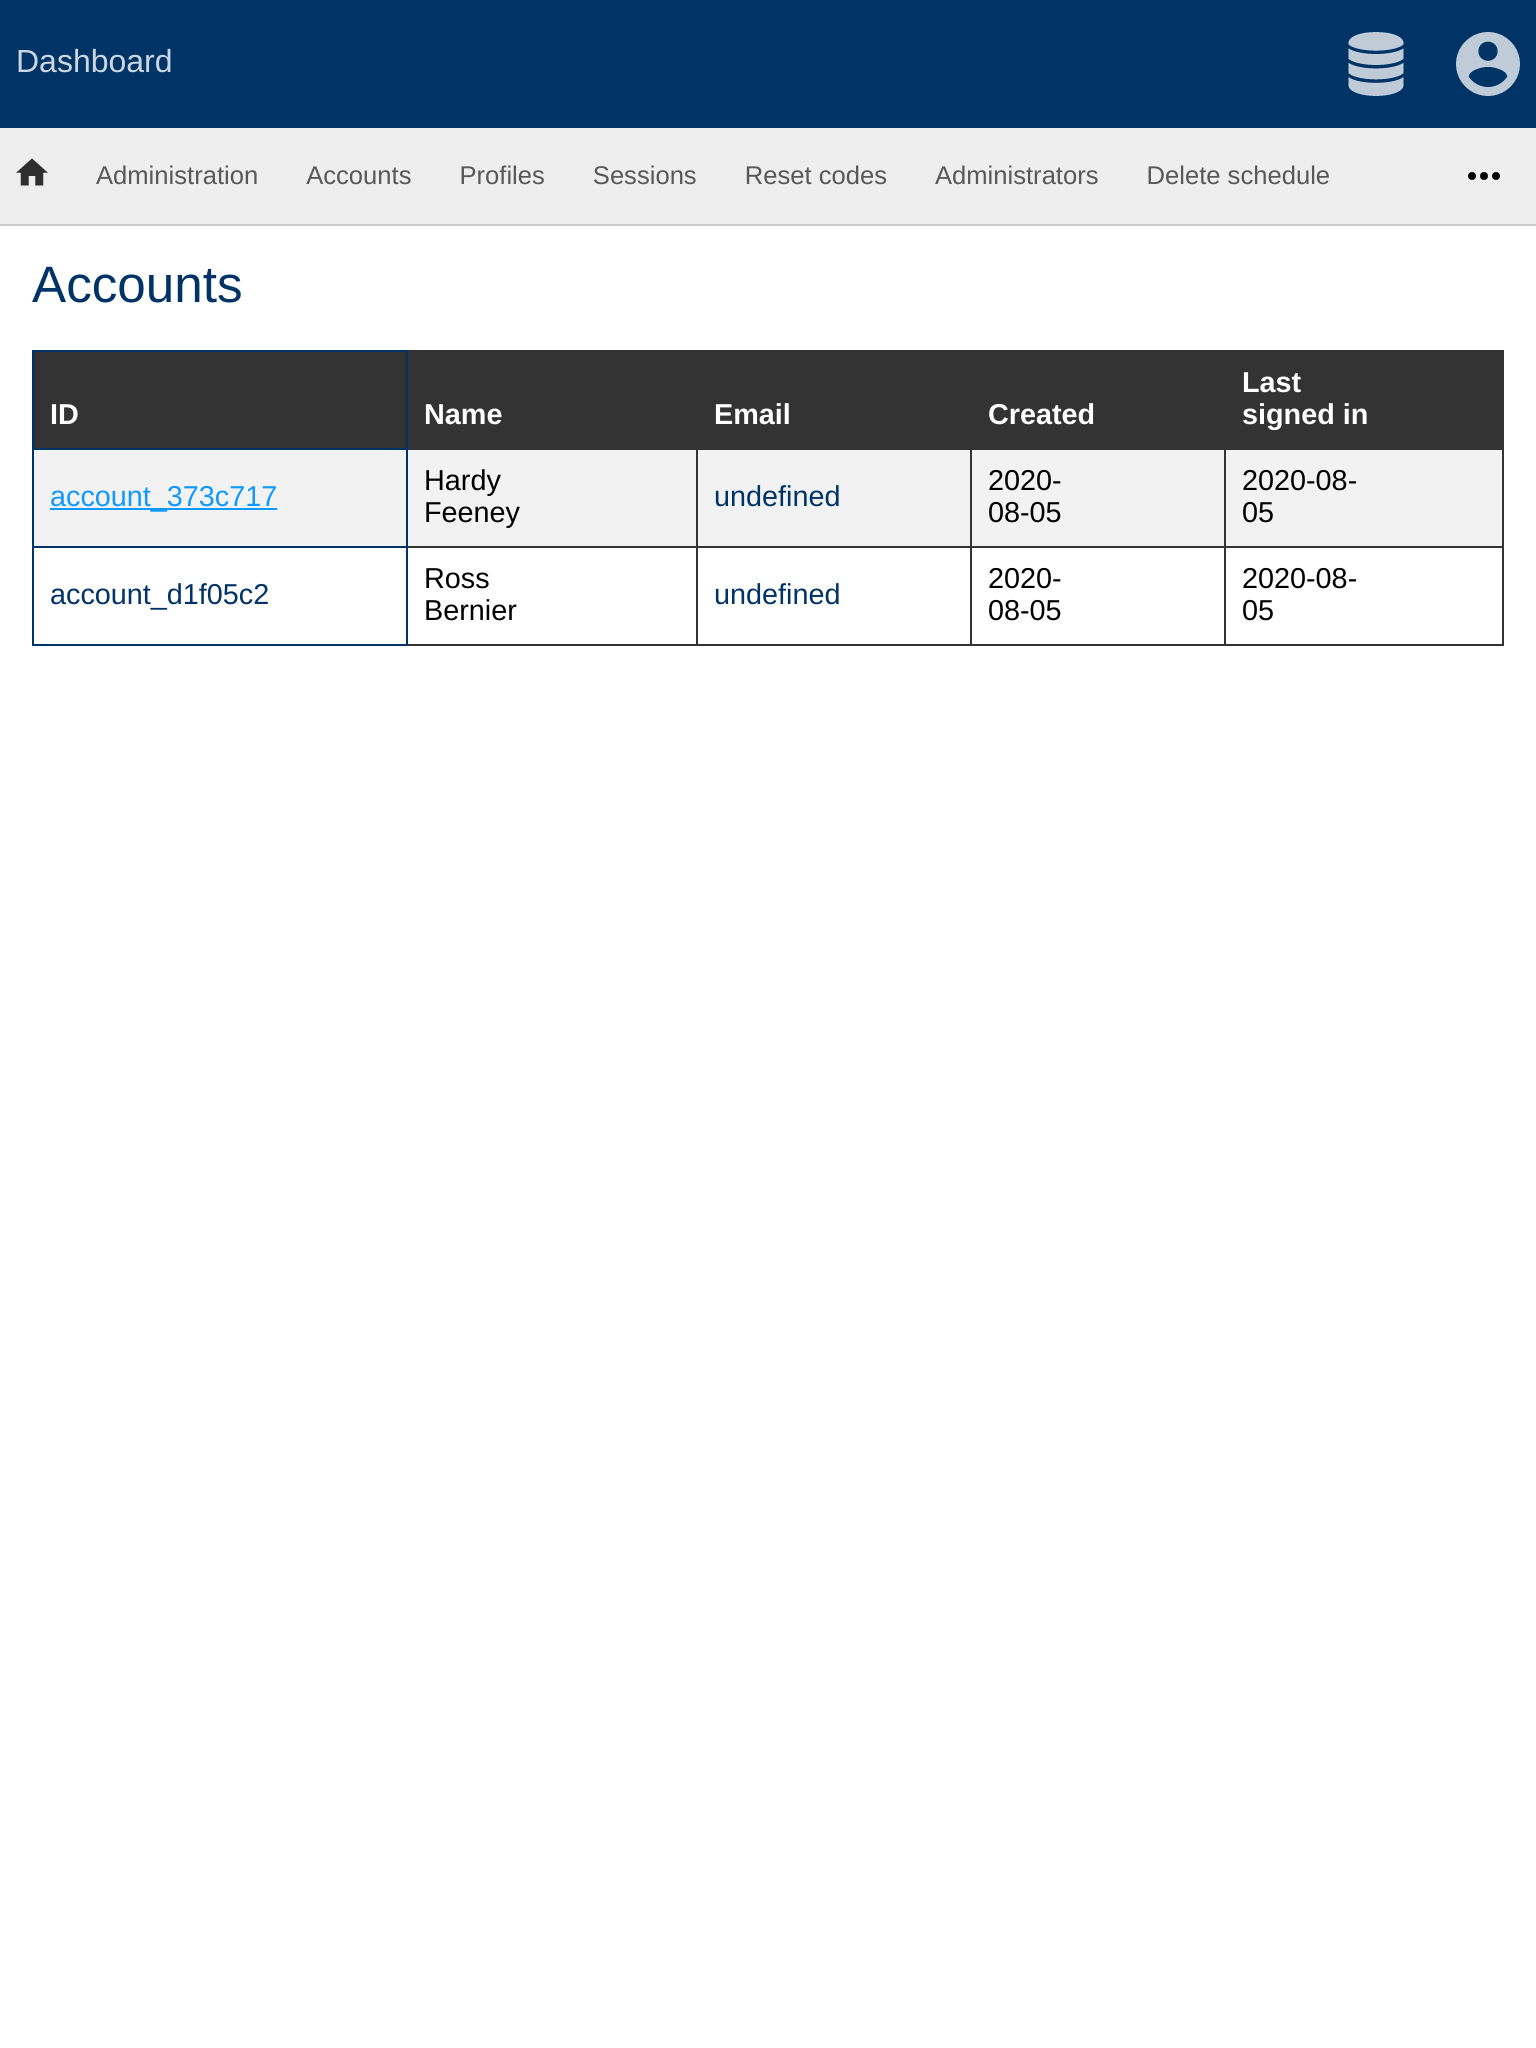 Dashboard
Administration Accounts Profiles Sessions Reset codes Administrators Delete schedule
Accounts
ID Name Email Created Last signed in
account_373c717 Hardy Feeney undefined 2020-08-05 2020-08-05
account_d1f05c2 Ross Bernier undefined 2020-08-05 2020-08-05